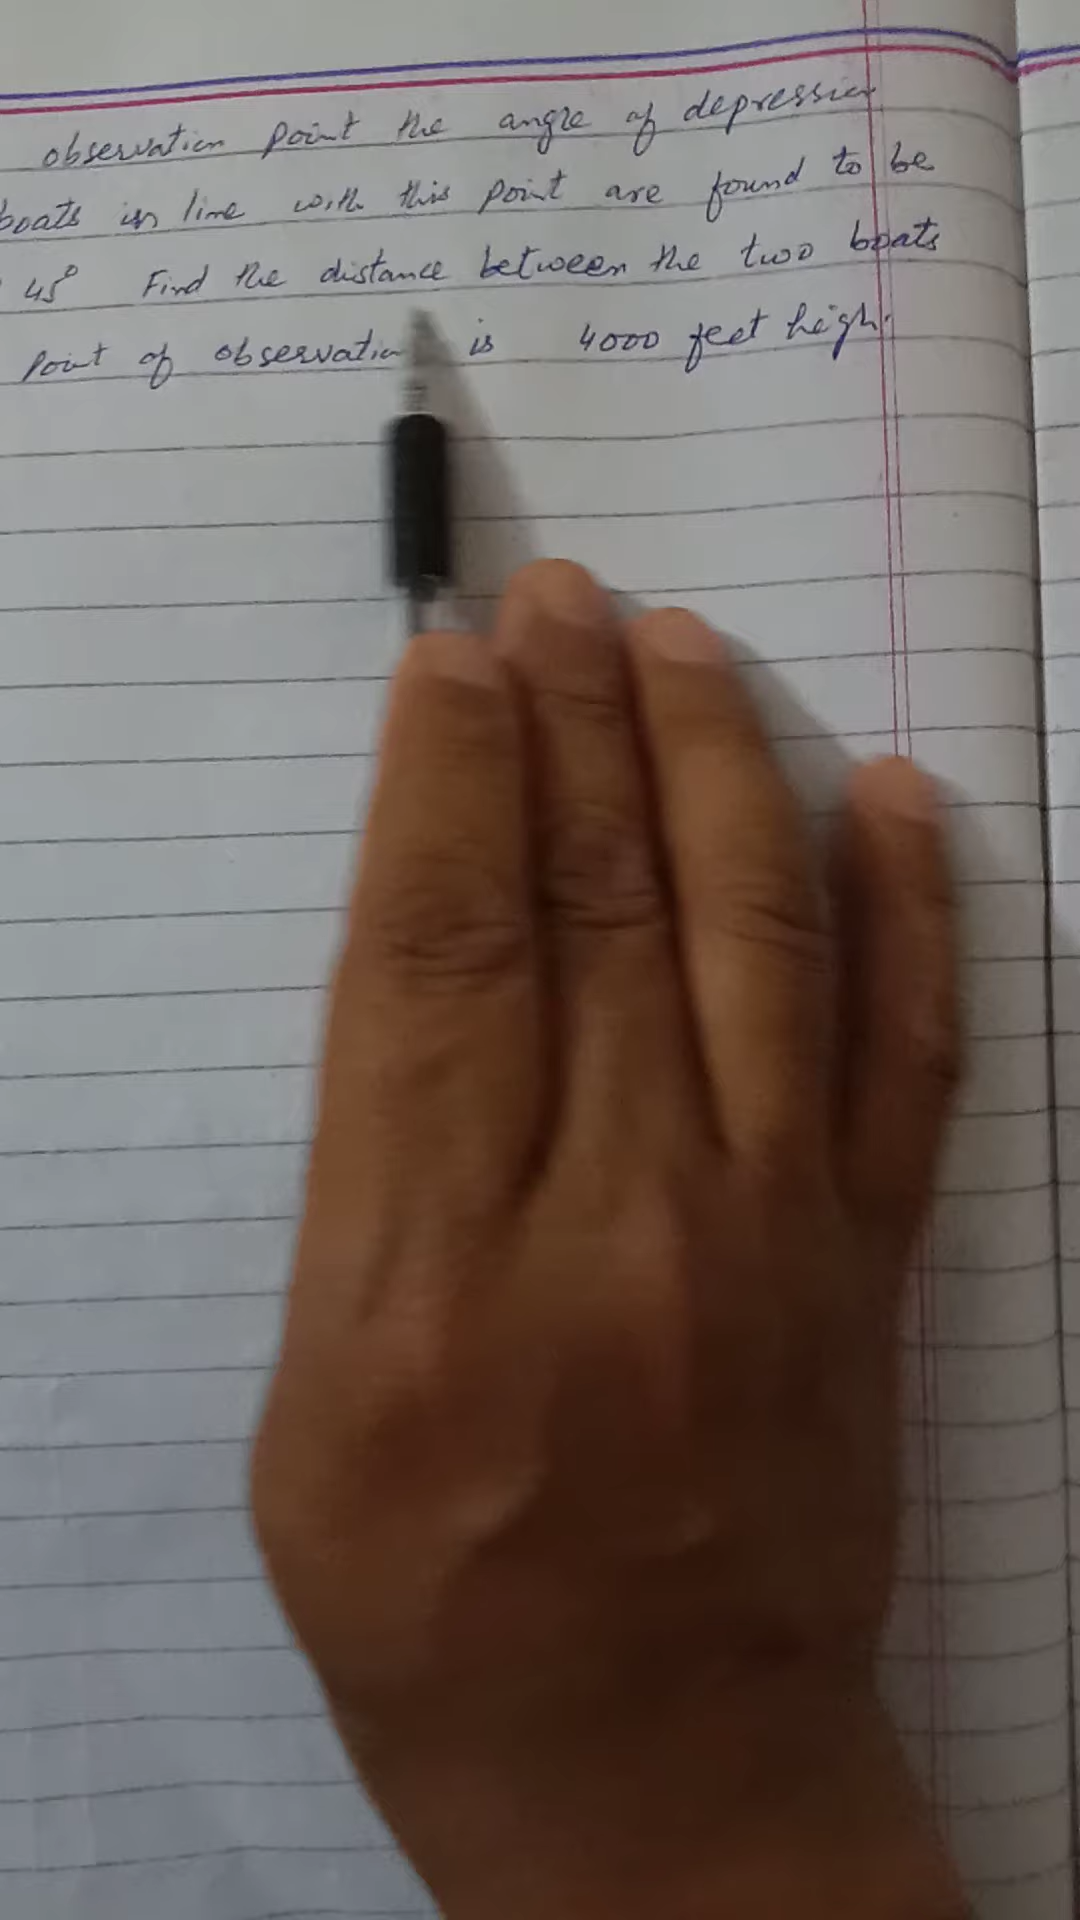 observation point the angle of depression
boats in line with this point are found to be
45° Find the distance between the two boats
Point of observation is 4000 feet high.